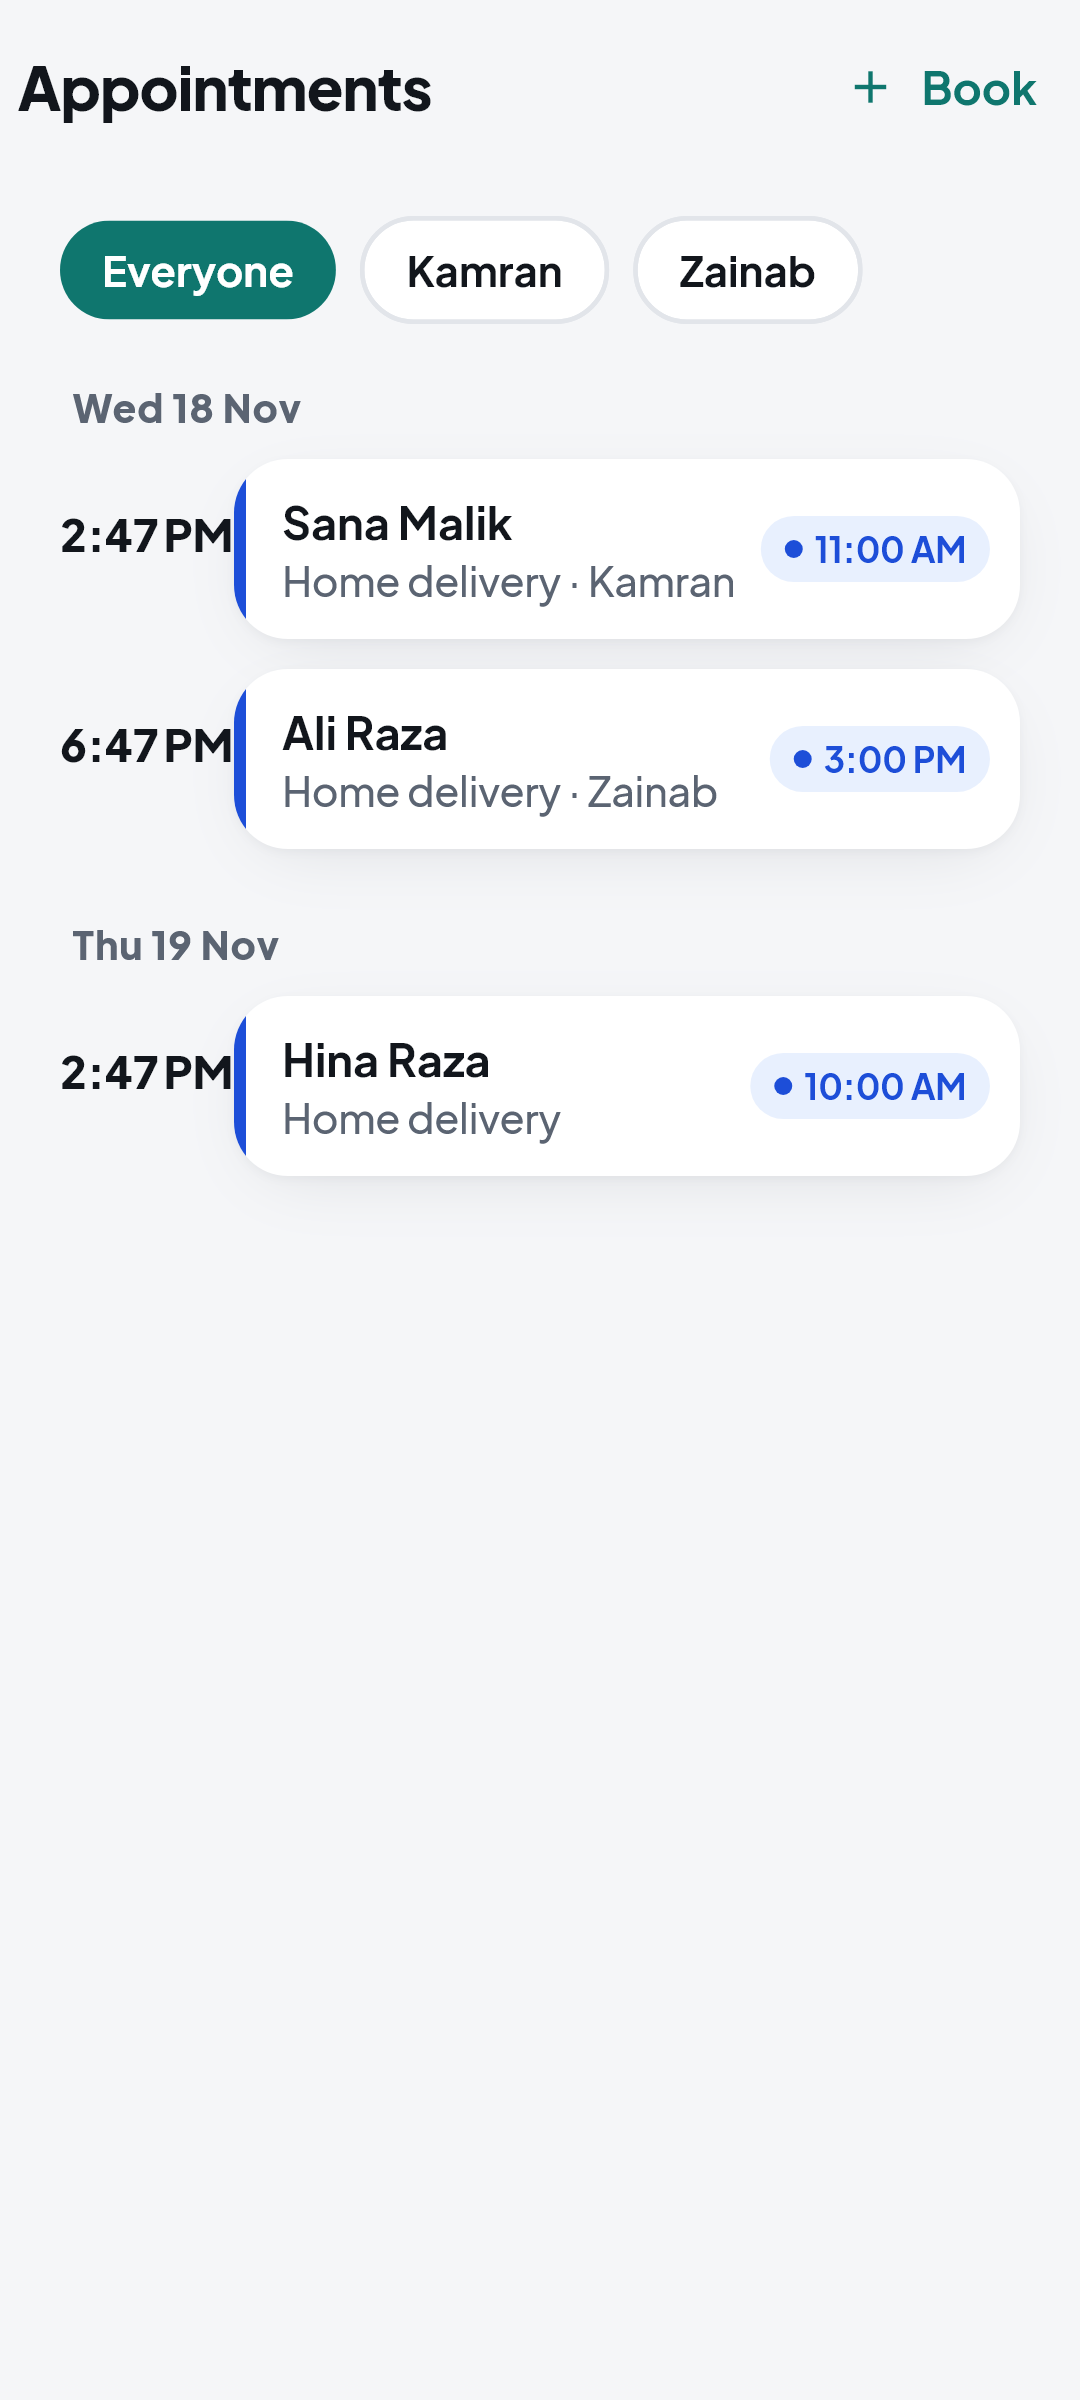 Appointments
+ Book
Everyone Kamran Zainab
Wed 18 Nov
2:47 PM Sana Malik 11:00 AM
Home delivery · Kamran
6:47 PM Ali Raza 3:00 PM
Home delivery · Zainab
Thu 19 Nov
2:47 PM Hina Raza 10:00 AM
Home delivery